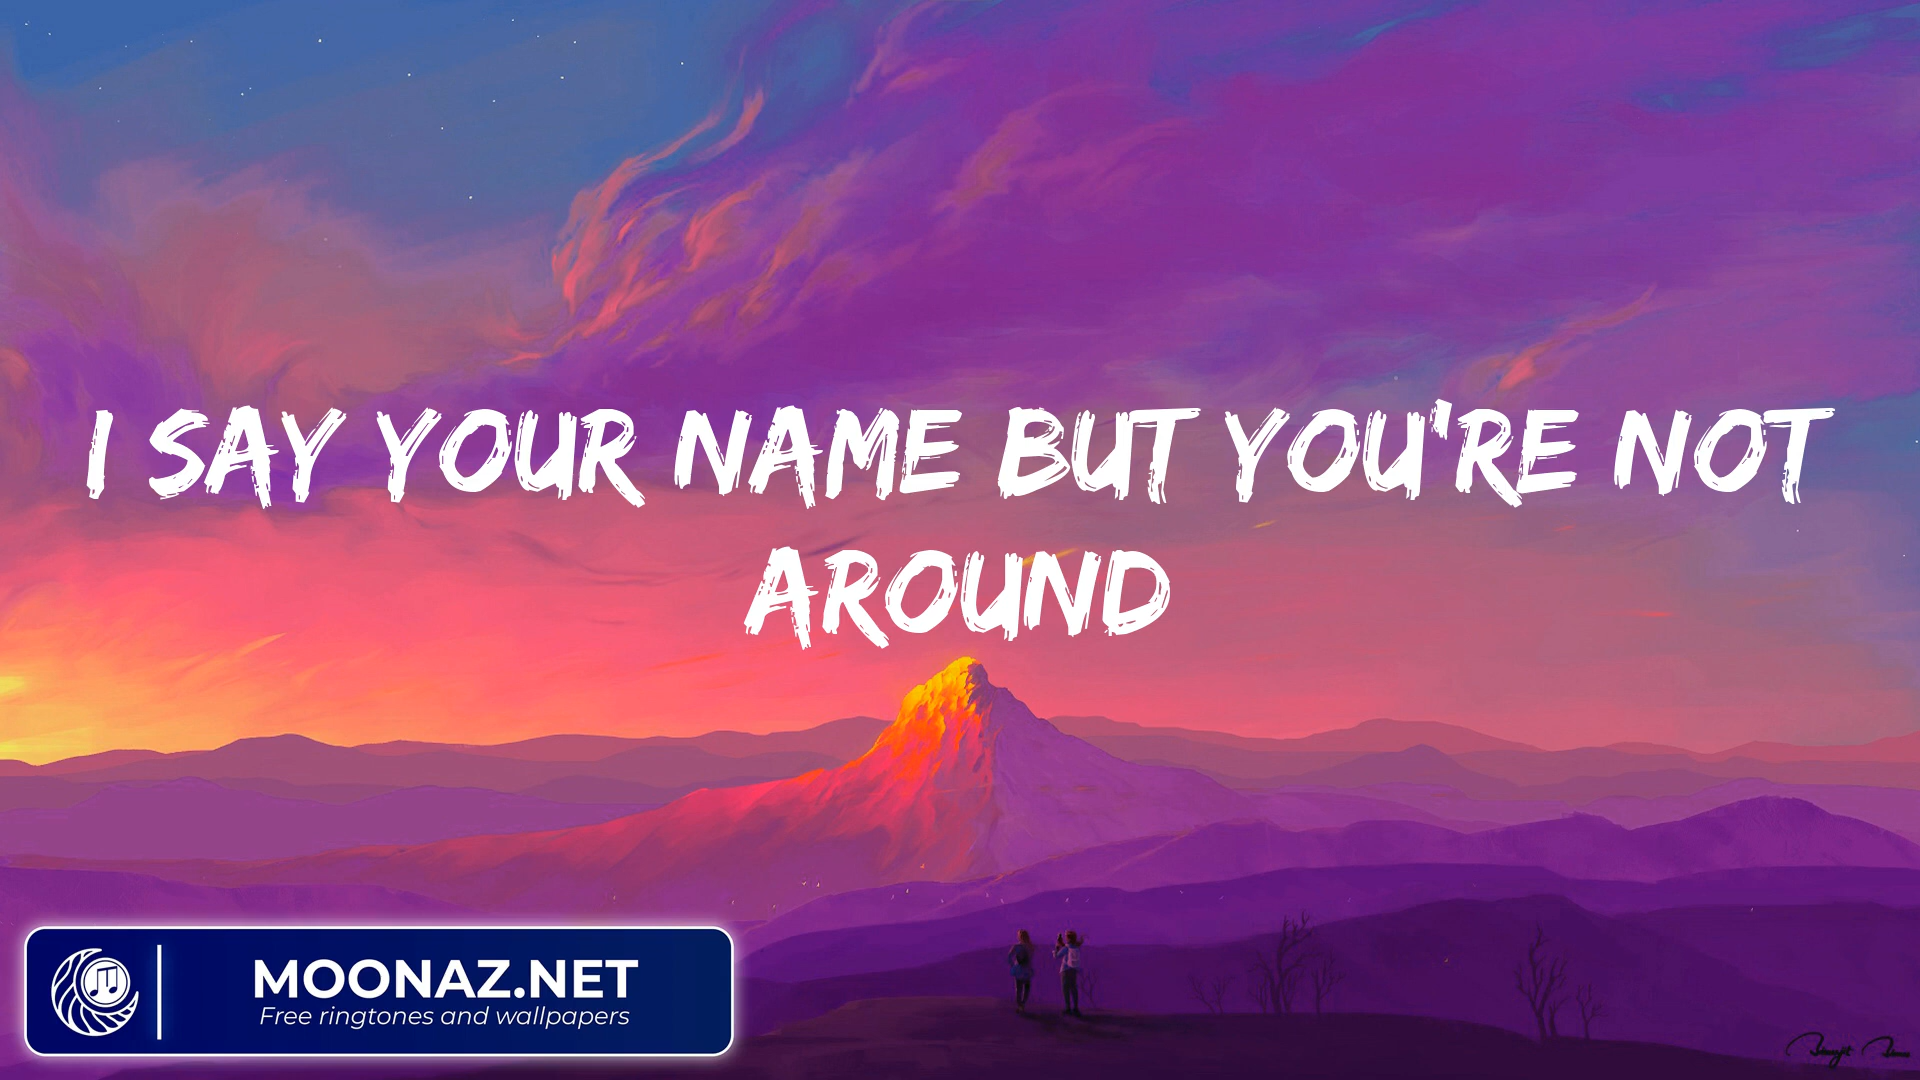 I SAY YOUR NAME BUT YOU'RE NOT
AROUND
MOONAZ.NET
Free ringtones and wallpapers